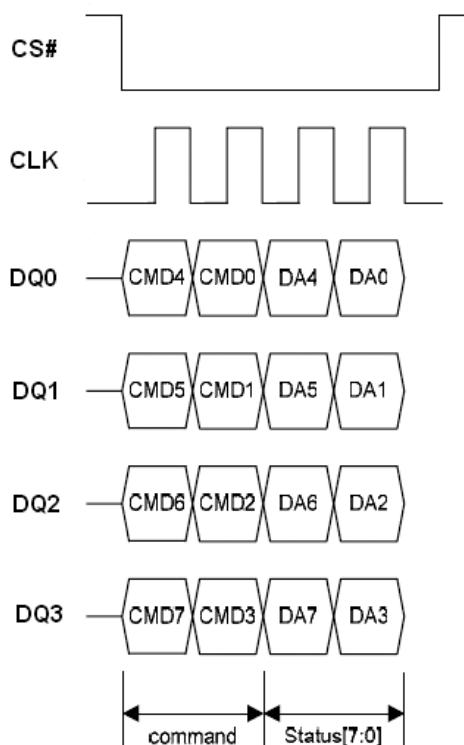 CS#
CLK
DQ0 CMD4 CMD0 DA4 DA0
DQ1 CMD5 CMD1 DA5 DA1
DQ2 CMD6 CMD2 DA6 DA2
DQ3 CMD7 CMD3 DA7 DA3
command Status[7:0]